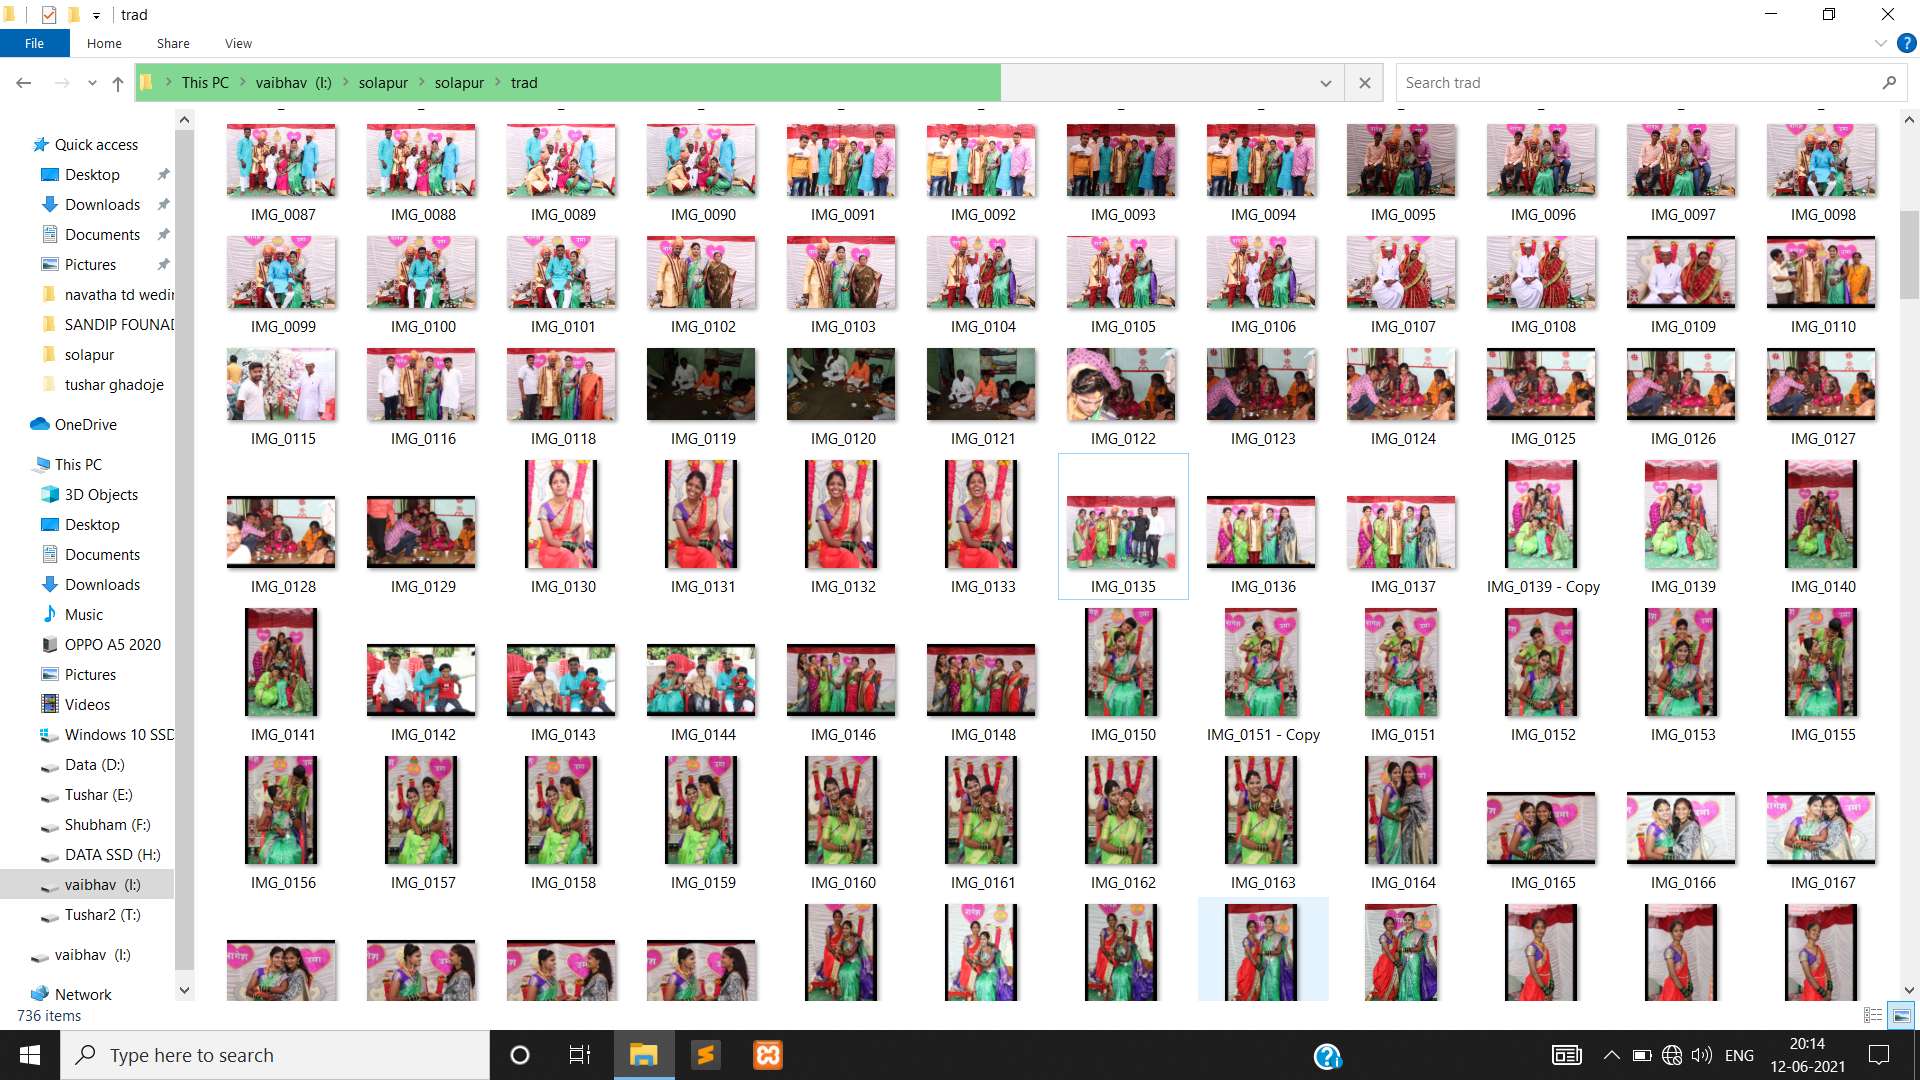 trad
File Home Share View
This PC vaibhav (I:) solapur solapur trad
Search trad
Quick access
Desktop
Downloads
Documents
Pictures
navatha td wedin
SANDIP FOUNAD
solapur
tushar ghadoje
OneDrive
This PC
3D Objects
Desktop
Documents
Downloads
Music
OPPO A5 2020
Pictures
Videos
Windows 10 SSD
Data (D:)
Tushar (E:)
Shubham (F:)
DATA SSD (H:)
vaibhav (I:)
Tushar2 (T:)
vaibhav (I:)
Network
IMG_0087 IMG_0088 IMG_0089 IMG_0090 IMG_0091 IMG_0092 IMG_0093 IMG_0094 IMG_0095 IMG_0096 IMG_0097 IMG_0098
IMG_0099 IMG_0100 IMG_0101 IMG_0102 IMG_0103 IMG_0104 IMG_0105 IMG_0106 IMG_0107 IMG_0108 IMG_0109 IMG_0110
IMG_0115 IMG_0116 IMG_0118 IMG_0119 IMG_0120 IMG_0121 IMG_0122 IMG_0123 IMG_0124 IMG_0125 IMG_0126 IMG_0127
IMG_0128 IMG_0129 IMG_0130 IMG_0131 IMG_0132 IMG_0133 IMG_0135 IMG_0136 IMG_0137 IMG_0139 - Copy IMG_0139 IMG_0140
IMG_0141 IMG_0142 IMG_0143 IMG_0144 IMG_0146 IMG_0148 IMG_0150 IMG_0151 - Copy IMG_0151 IMG_0152 IMG_0153 IMG_0155
IMG_0156 IMG_0157 IMG_0158 IMG_0159 IMG_0160 IMG_0161 IMG_0162 IMG_0163 IMG_0164 IMG_0165 IMG_0166 IMG_0167
736 items
Type here to search
ENG
20:14
12-06-2021